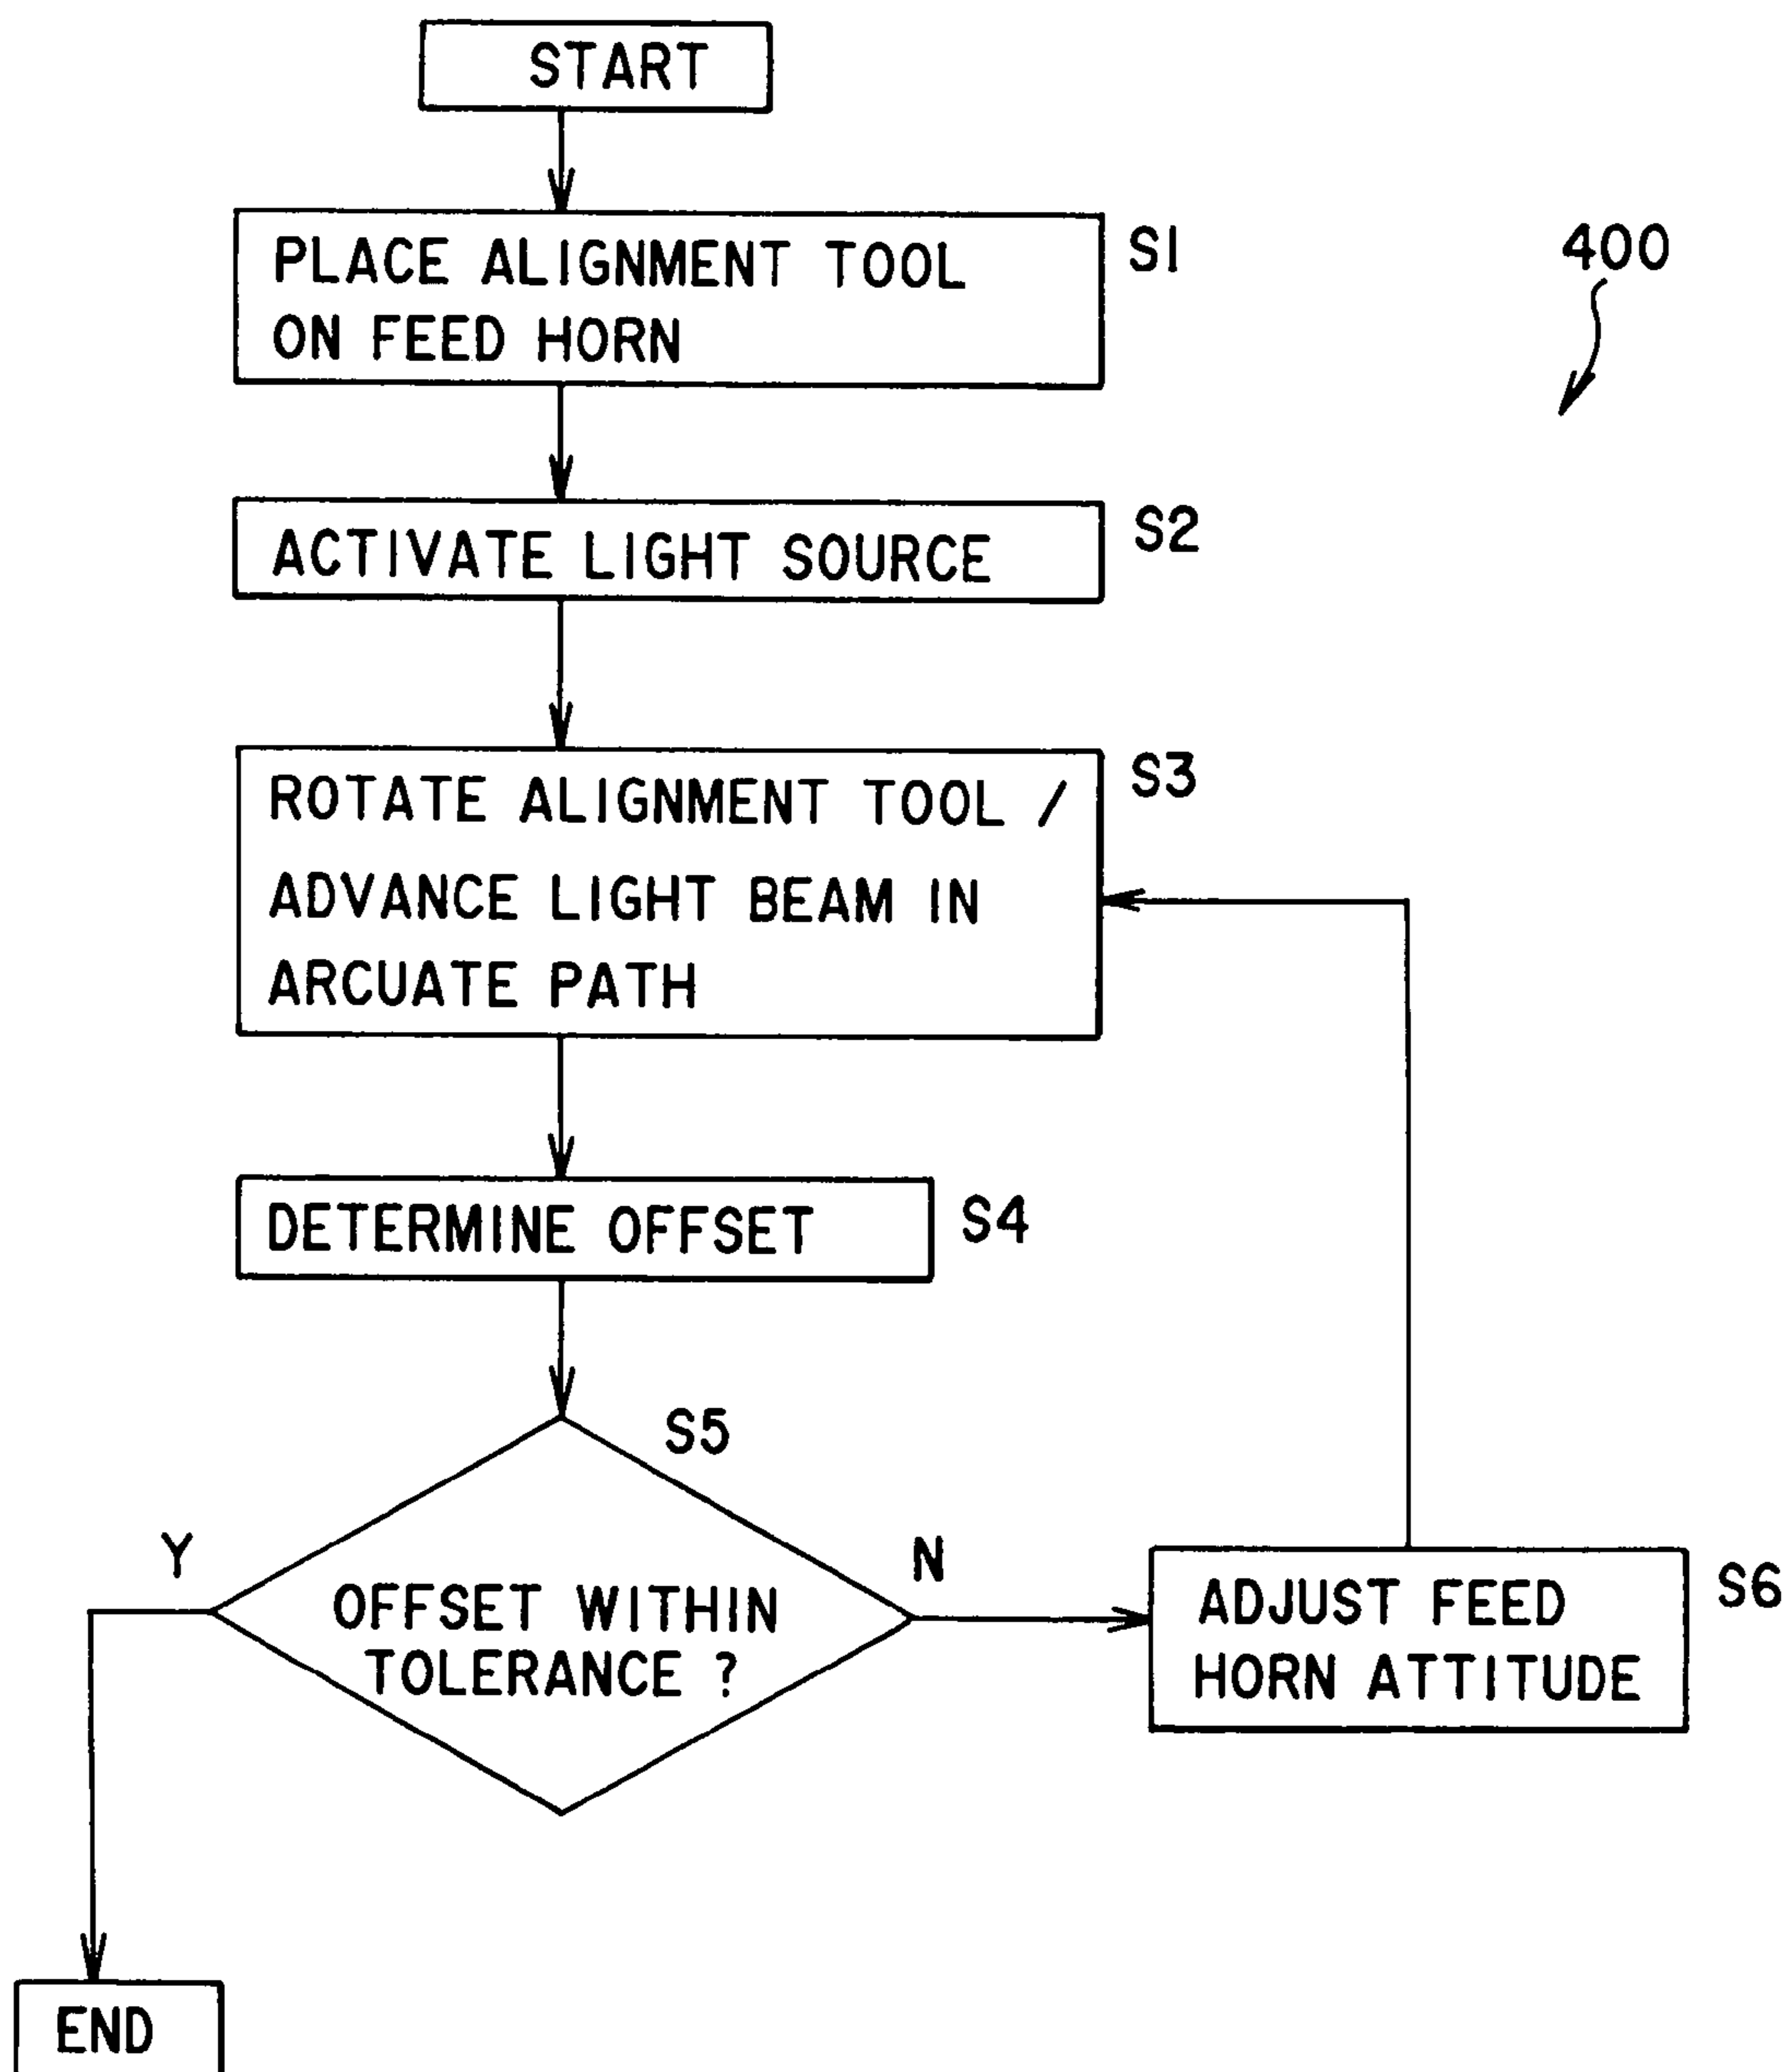 START
PLACE ALIGNMENT TOOL
ON FEED HORN
S1
400
ACTIVATE LIGHT SOURCE
S2
ROTATE ALIGNMENT TOOL /
ADVANCE LIGHT BEAM IN
ARCUATE PATH
S3
DETERMINE OFFSET
S4
S5
Y
OFFSET WITHIN
TOLERANCE ?
N
ADJUST FEED
HORN ATTITUDE
S6
END